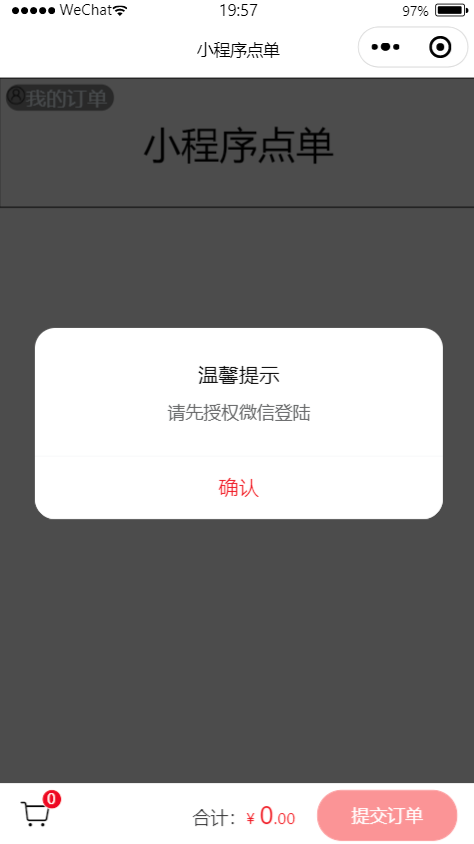 ●●●●● WeChat 19:57 97%
小程序点单
我的订单
小程序点单
温馨提示
请先授权微信登陆
确认
0
合计：¥ 0.00 提交订单